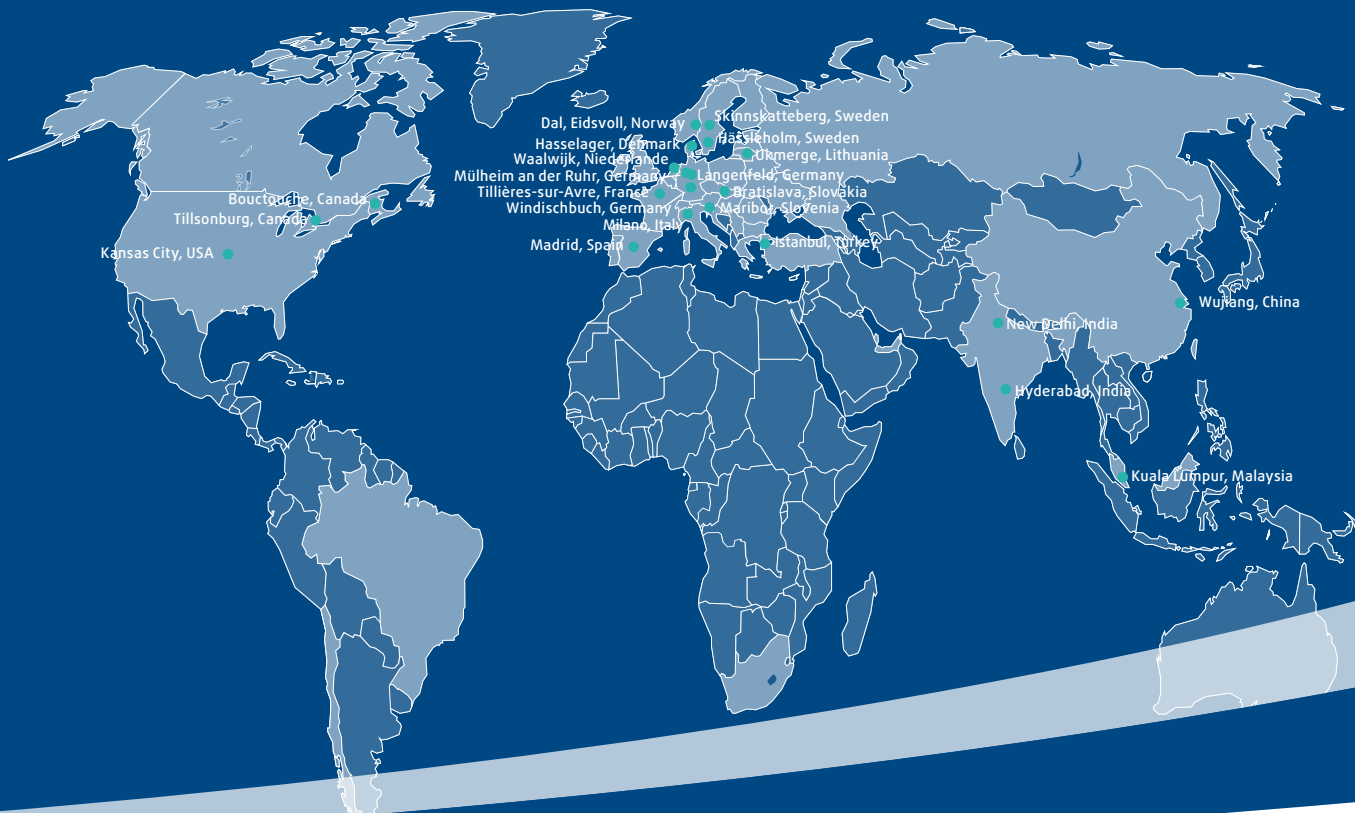 Dal, Eidsvoll, Norway
Skinnskatteberg, Sweden
Hasselager, Denmark
Hässleholm, Sweden
Waalwijk, Niederlande
Ukmerge, Lithuania
Mülheim an der Ruhr, Germany
Langenfeld, Germany
Tillières-sur-Avre, France
Bratislava, Slovakia
Windischbuch, Germany
Maribor, Slovenia
Milano, Italy
Madrid, Spain
Istanbul, Turkey
Bouctouche, Canada
Tillsonburg, Canada
Kansas City, USA
Wujiang, China
New Delhi, India
Hyderabad, India
Kuala Lumpur, Malaysia